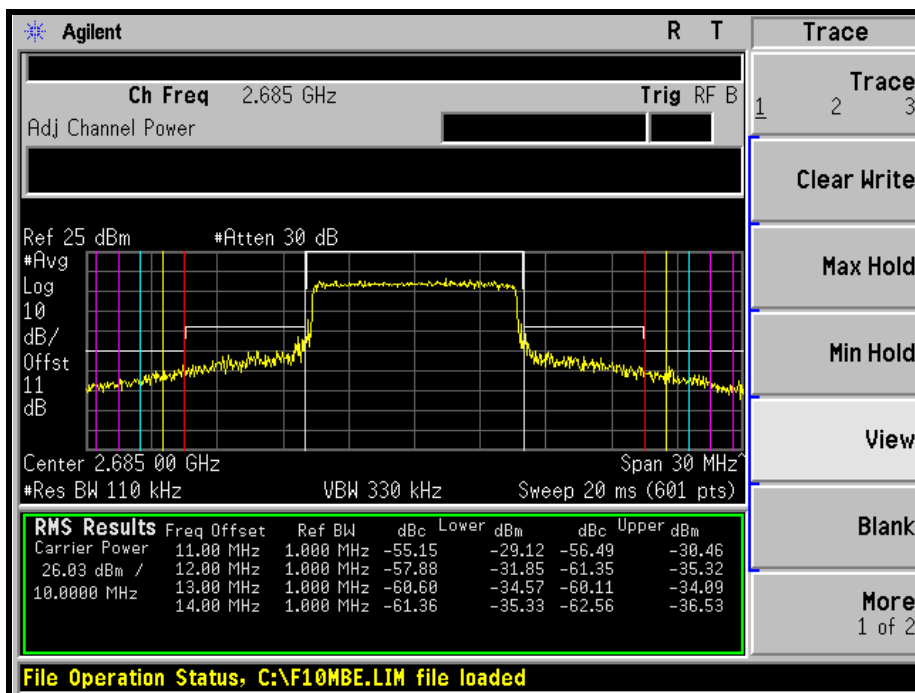 Agilent R T Trace
Ch Freq 2.685 GHz Trig RF B
Adj Channel Power
Trace
1 2 3
Clear Write
Max Hold
Min Hold
View
Blank
More
1 of 2
Ref 25 dBm #Atten 30 dB
#Avg
Log
10
dB/
Offst
11
dB
Center 2.685 00 GHz Span 30 MHz^
#Res BW 110 kHz VBW 330 kHz Sweep 20 ms (601 pts)
RMS Results Freq Offset Ref BW dBc Lower dBm dBc Upper dBm
Carrier Power 11.00 MHz 1.000 MHz -55.15 -29.12 -56.49 -30.46
26.03 dBm / 12.00 MHz 1.000 MHz -57.88 -31.85 -61.35 -35.32
10.0000 MHz 13.00 MHz 1.000 MHz -60.60 -34.57 -60.11 -34.09
14.00 MHz 1.000 MHz -61.36 -35.33 -62.56 -36.53
File Operation Status, C:\F10MBE.LIM file loaded